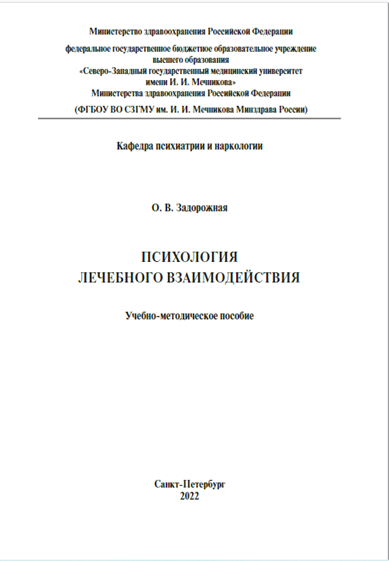 Министерство здравоохранения Российской Федерации
федеральное государственное бюджетное образовательное учреждение
высшего образования
«Северо-Западный государственный медицинский университет
имени И. И. Мечникова»
Министерства здравоохранения Российской Федерации
(ФГБОУ ВО СЗГМУ им. И. И. Мечникова Минздрава России)
Кафедра психиатрии и наркологии
О. В. Задорожная
ПСИХОЛОГИЯ
ЛЕЧЕБНОГО ВЗАИМОДЕЙСТВИЯ
Учебно-методическое пособие
Санкт-Петербург
2022